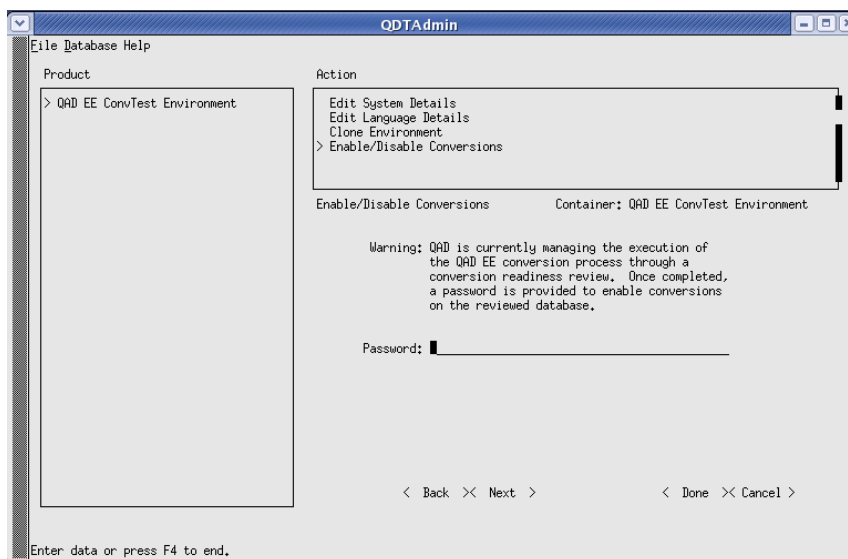 QDTAdmin
File Database Help
Product
Action
> QAD EE ConvTest Environment
Edit System Details
Edit Language Details
Clone Environment
> Enable/Disable Conversions
Enable/Disable Conversions Container: QAD EE ConvTest Environment
Warning: QAD is currently managing the execution of
the QAD EE conversion process through a
conversion readiness review. Once completed,
a password is provided to enable conversions
on the reviewed database.
Password:
< Back >< Next > < Done >< Cancel >
Enter data or press F4 to end.